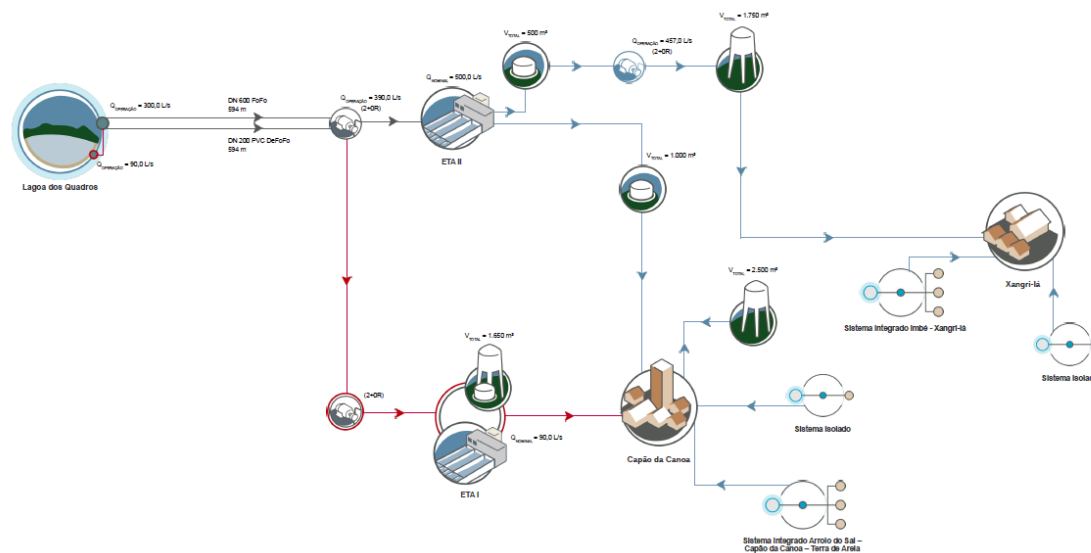 V TOTAL = 500 m³
V TOTAL = 1.750 m³
Q OPERAÇÃO = 457,0 L/s
(2+0R)
Q OPERAÇÃO = 300,0 L/s
DN 600 FoFo
594 m
Q OPERAÇÃO = 390,0 L/s
(2+0R)
Q NOMINAL = 500,0 L/s
DN 200 PVC DeFoFo
594 m
Q OPERAÇÃO = 90,0 L/s
Lagoa dos Quadros
ETA II
V TOTAL = 1.000 m³
Xangri-lá
V TOTAL = 2.500 m³
Sistema Integrado Imbé - Xangri-lá
V TOTAL = 1.650 m³
Sistema Isolad
(2+0R)
Q NOMINAL = 90,0 L/s
Sistema Isolado
Capão da Canoa
ETA I
Sistema Integrado Arroio do Sal –
Capão da Canoa – Terra de Areia